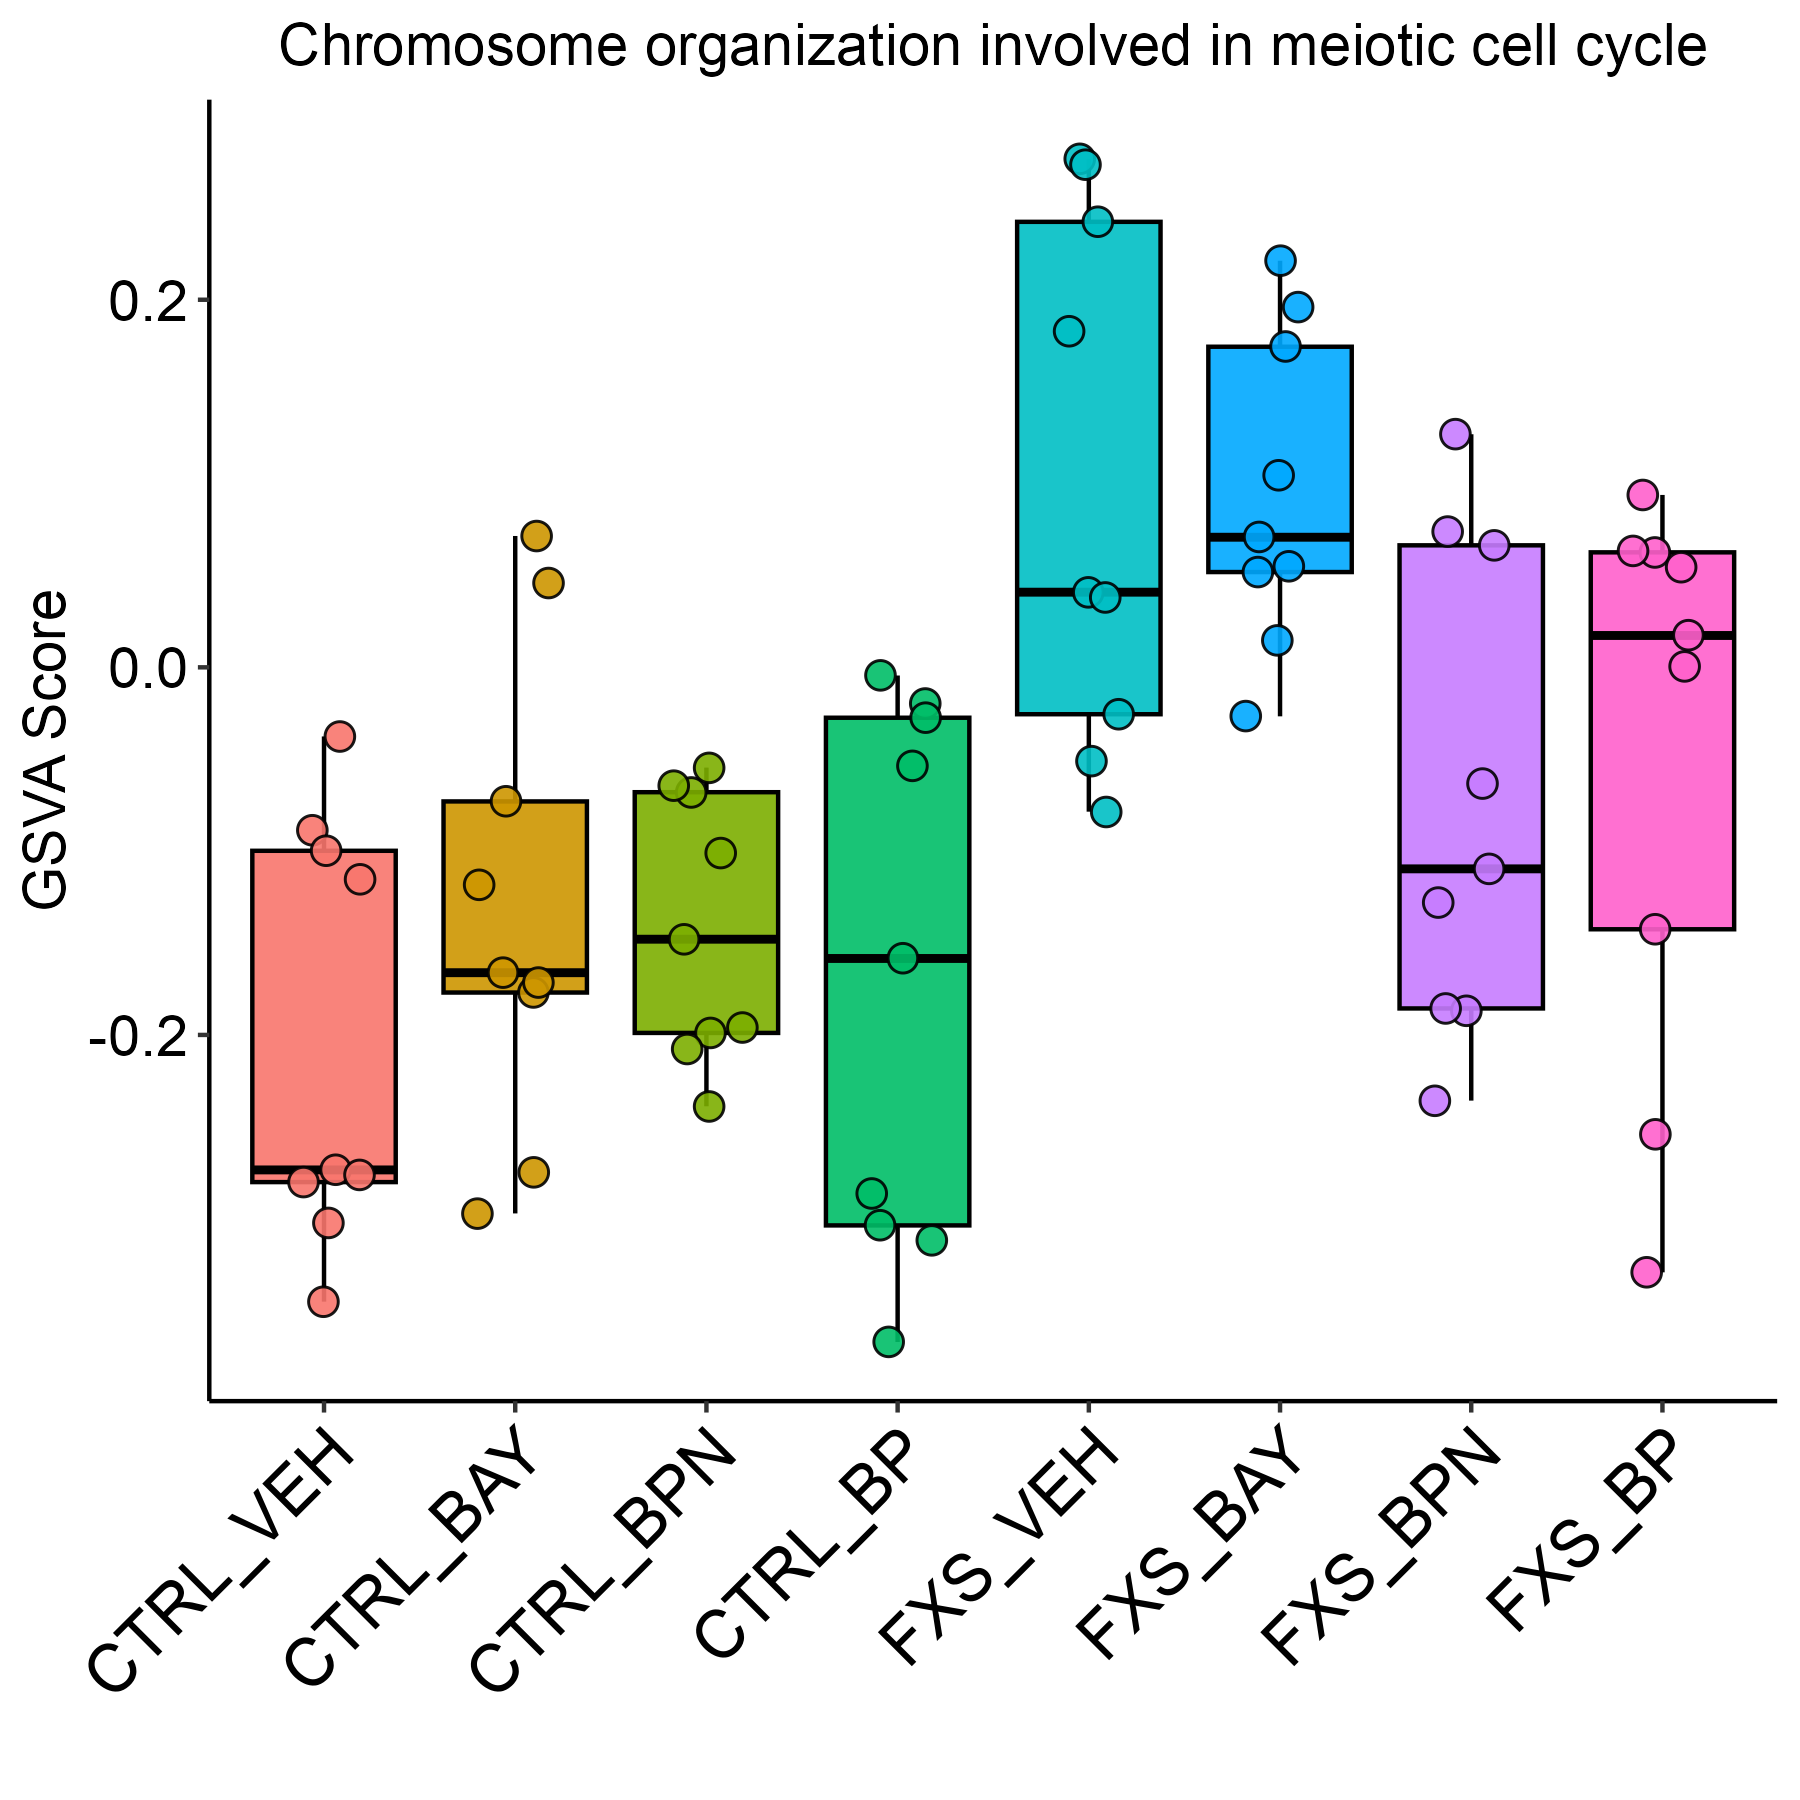 Chromosome organization involved in meiotic cell cycle
GSVA Score
0.2
0.0
-0.2
CTRL_VEH
CTRL_BAY
CTRL_BPN
CTRL_BP
FXS_VEH
FXS_BAY
FXS_BPN
FXS_BP